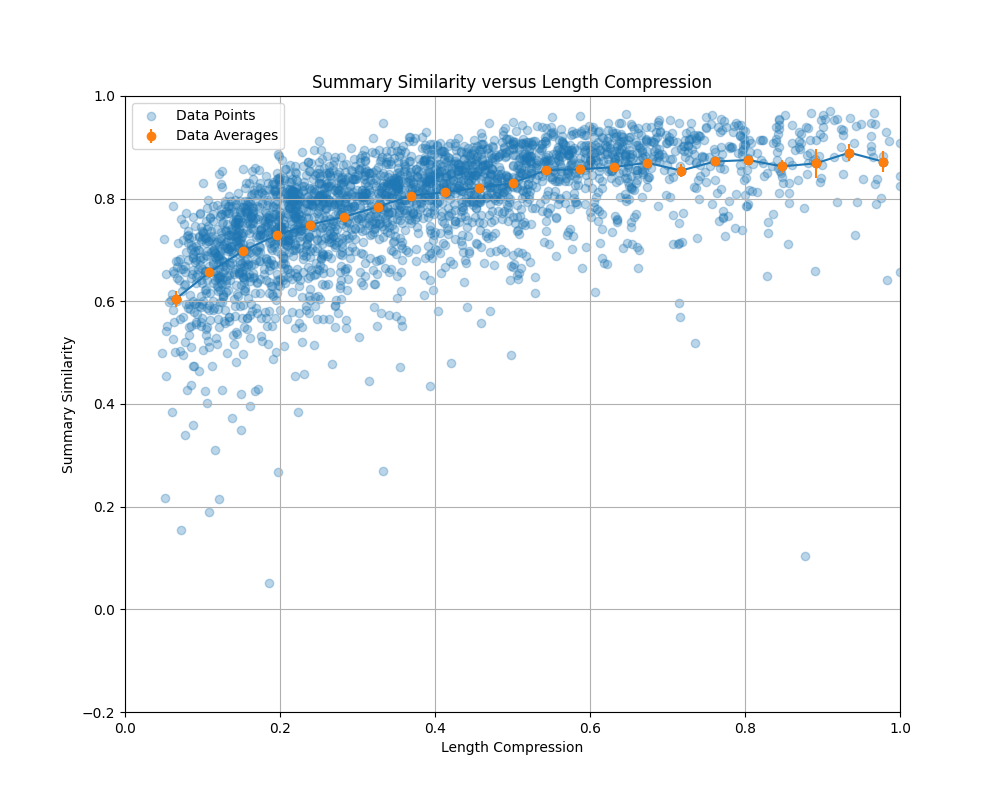 Summary Similarity versus Length Compression
Data Points
Data Averages
1.0
0.8
0.6
0.4
0.2
0.0
−0.2
Summary Similarity
0.0 0.2 0.4 0.6 0.8 1.0
Length Compression